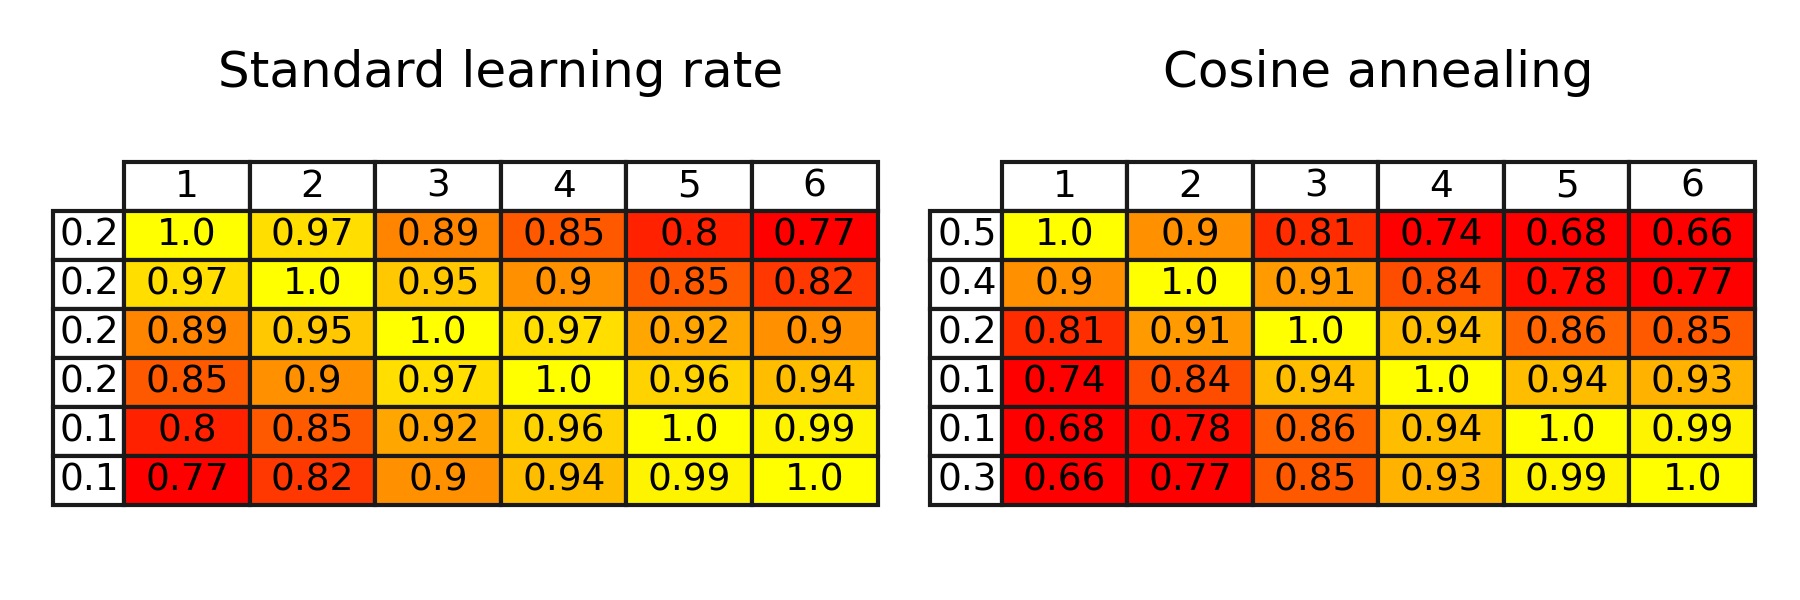 Standard learning rate
1 2 3 4 5 6
0.2 1.0 0.97 0.89 0.85 0.8 0.77
0.2 0.97 1.0 0.95 0.9 0.85 0.82
0.2 0.89 0.95 1.0 0.97 0.92 0.9
0.2 0.85 0.9 0.97 1.0 0.96 0.94
0.1 0.8 0.85 0.92 0.96 1.0 0.99
0.1 0.77 0.82 0.9 0.94 0.99 1.0
Cosine annealing
1 2 3 4 5 6
0.5 1.0 0.9 0.81 0.74 0.68 0.66
0.4 0.9 1.0 0.91 0.84 0.78 0.77
0.2 0.81 0.91 1.0 0.94 0.86 0.85
0.1 0.74 0.84 0.94 1.0 0.94 0.93
0.1 0.68 0.78 0.86 0.94 1.0 0.99
0.3 0.66 0.77 0.85 0.93 0.99 1.0